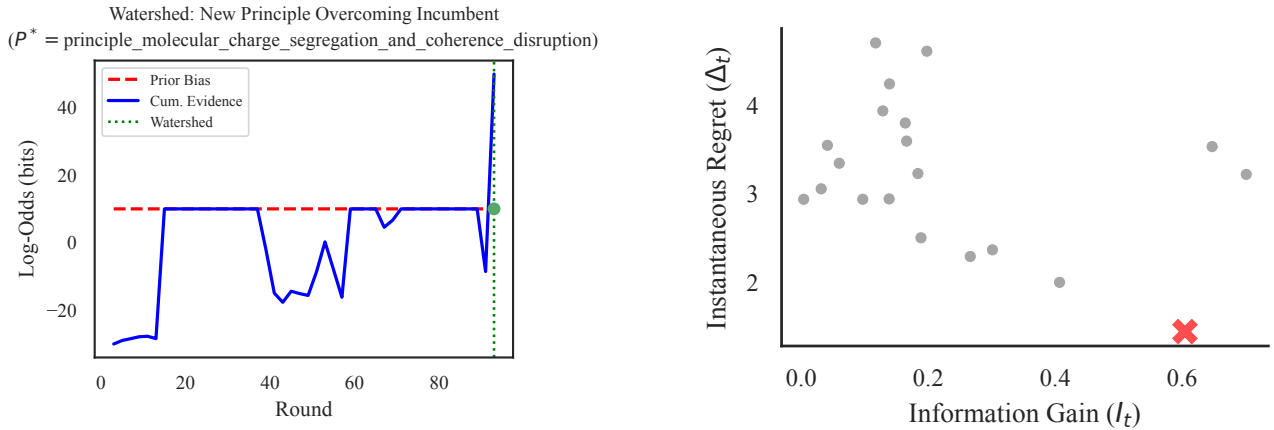 Watershed: New Principle Overcoming Incumbent
(P* = principle_molecular_charge_segregation_and_coherence_disruption)
Prior Bias
Cum. Evidence
Watershed
Log-Odds (bits)
40
20
0
−20
0
20
40
60
80
Round
Instantaneous Regret (Δt)
4
3
2
0.0
0.2
0.4
0.6
Information Gain (It)